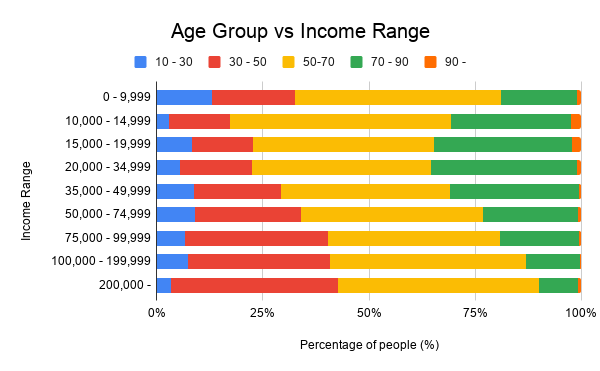 Age Group vs Income Range
10 - 30
30 - 50
50-70
70 - 90
90 -
Income Range
0 - 9,999
10,000 - 14,999
15,000 - 19,999
20,000 - 34,999
35,000 - 49,999
50,000 - 74,999
75,000 - 99,999
100,000 - 199,999
200,000 -
0%
25%
50%
75%
100%
Percentage of people (%)